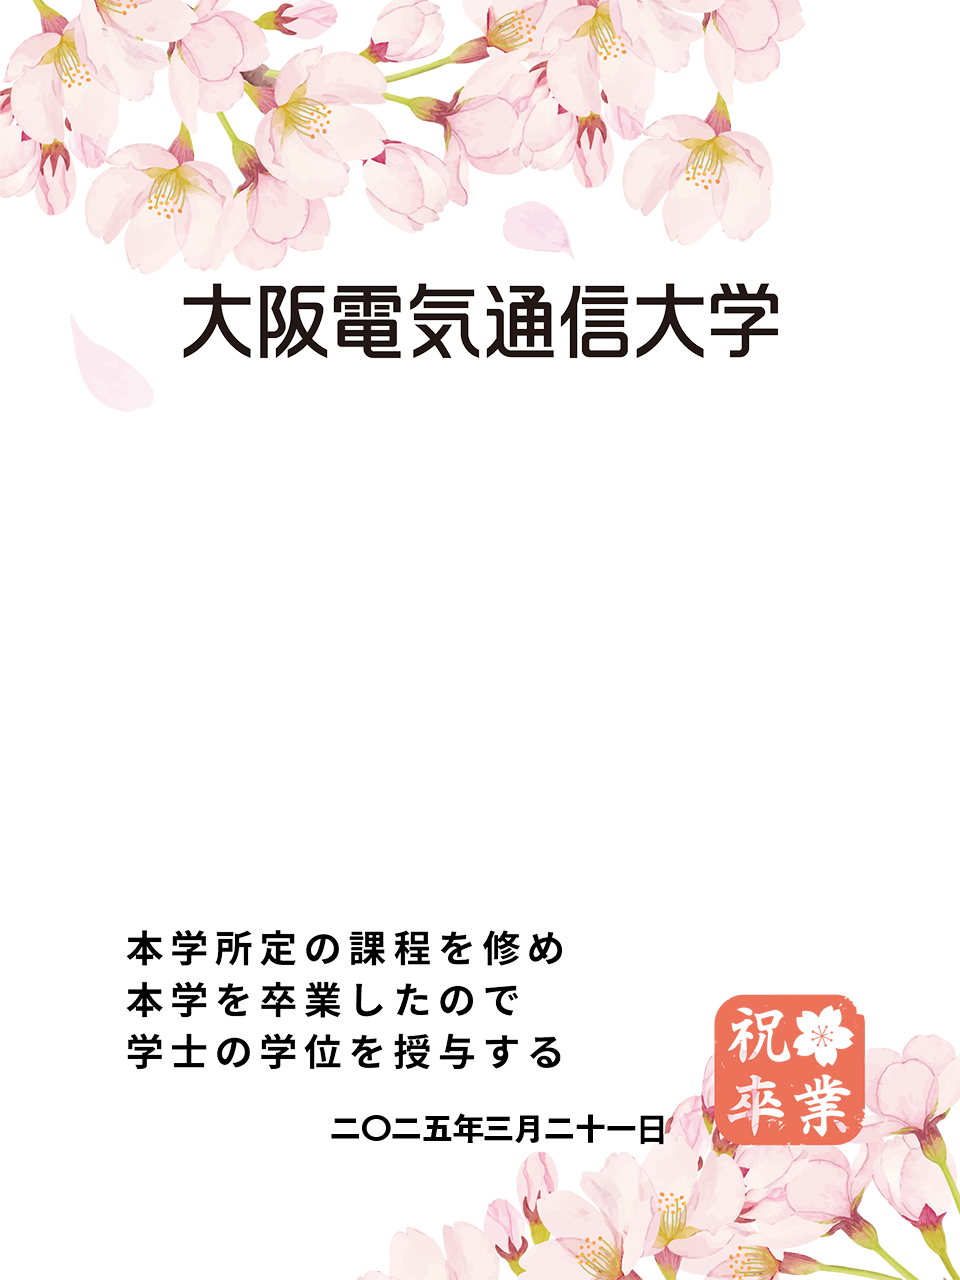 大阪電気通信大学
本学所定の課程を修め
本学を卒業したので
学士の学位を授与する
二〇二五年三月二十一日
祝
卒業